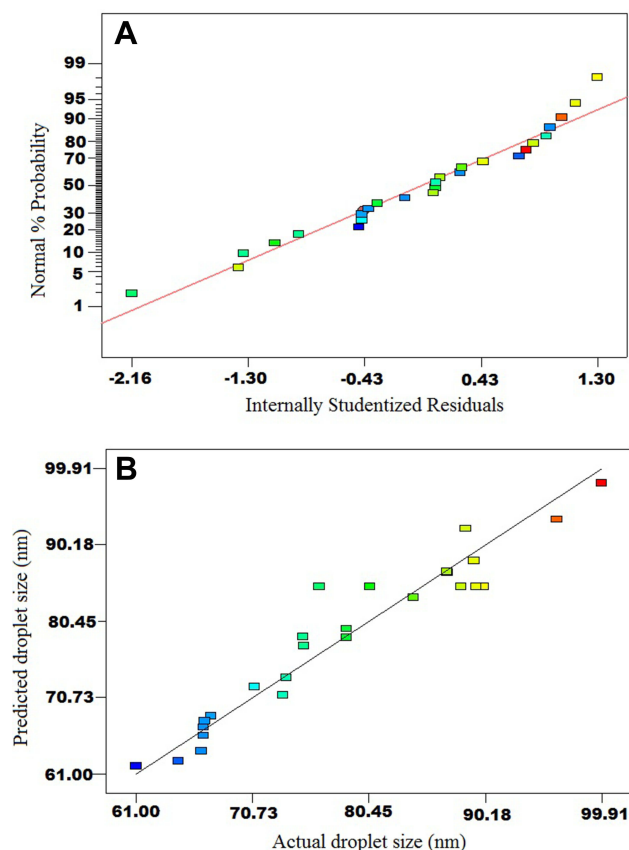 A
99
95
90
80
70
50
30
20
10
5
1
Normal % Probability
-2.16 -1.30 -0.43 0.43 1.30
Internally Studentized Residuals
B
99.91
90.18
80.45
70.73
61.00
Predicted droplet size (nm)
61.00 70.73 80.45 90.18 99.91
Actual droplet size (nm)